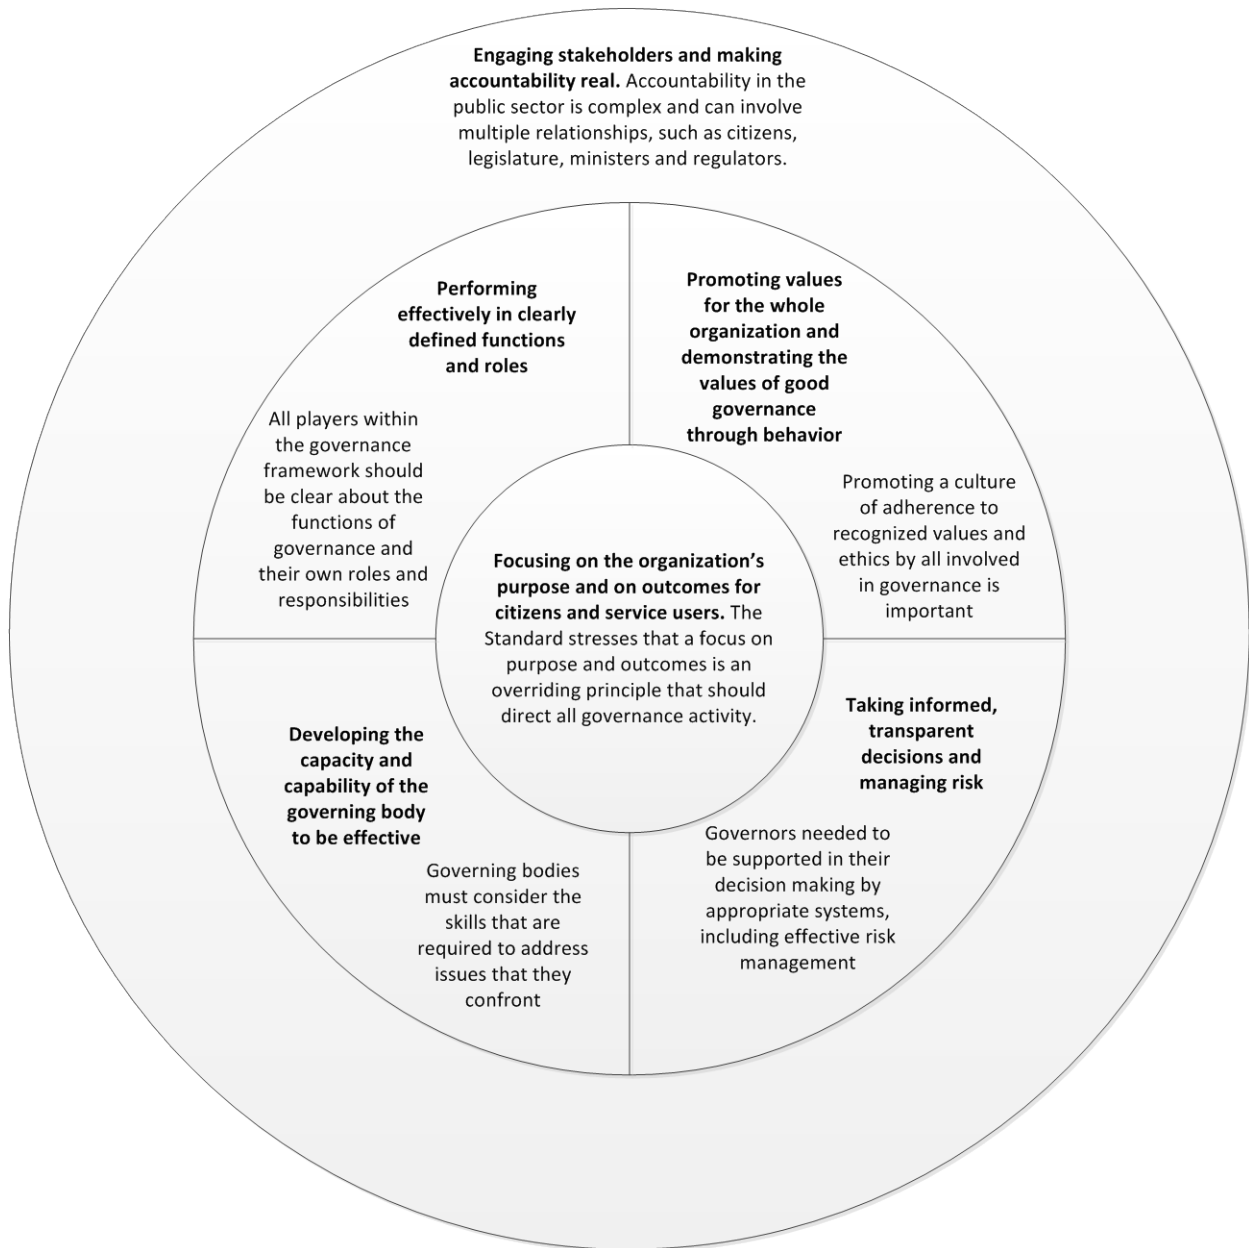 Engaging stakeholders and making
accountability real. Accountability in the
public sector is complex and can involve
multiple relationships, such as citizens,
legislature, ministers and regulators.
Performing
effectively in clearly
defined functions
and roles
All players within
the governance
framework should
be clear about the
functions of
governance and
their own roles and
responsibilities
Promoting values
for the whole
organization and
demonstrating the
values of good
governance
through behavior
Promoting a culture
of adherence to
recognized values and
ethics by all involved
in governance is
important
Focusing on the organization’s
purpose and on outcomes for
citizens and service users. The
Standard stresses that a focus on
purpose and outcomes is an
overriding principle that should
direct all governance activity.
Developing the
capacity and
capability of the
governing body
to be effective
Governing bodies
must consider the
skills that are
required to address
issues that they
confront
Taking informed,
transparent
decisions and
managing risk
Governors needed to
be supported in their
decision making by
appropriate systems,
including effective risk
management